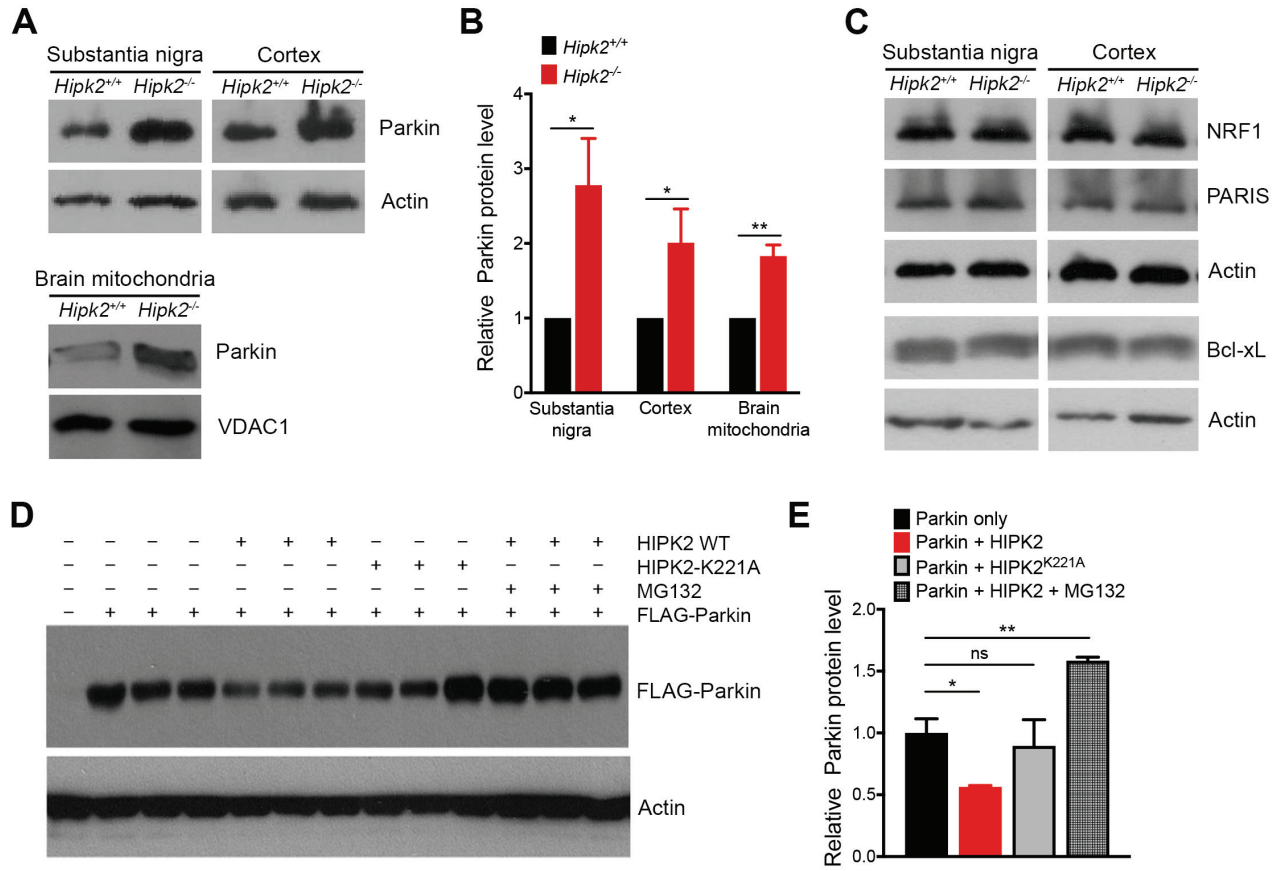 A
Substantia nigra Cortex
Hipk2+/+ Hipk2-/- Hipk2+/+ Hipk2-/-
Parkin
Actin
Brain mitochondria
Hipk2+/+ Hipk2-/-
Parkin
VDAC1
B
Hipk2+/+
Hipk2-/-
Relative Parkin protein level
4
3
2
1
0
*
*
**
Substantia nigra
Cortex
Brain mitochondria
C
Substantia nigra Cortex
Hipk2+/+ Hipk2-/- Hipk2+/+ Hipk2-/-
NRF1
PARIS
Actin
Bcl-xL
Actin
D
– – – – + + + – – – + + + HIPK2 WT
– – – – – – – + + + – – – HIPK2-K221A
– – – – – – – – – – + + + MG132
– + + + + + + + + + + + + FLAG-Parkin
FLAG-Parkin
Actin
E
Parkin only
Parkin + HIPK2
Parkin + HIPK2K221A
Parkin + HIPK2 + MG132
Relative Parkin protein level
2.0
1.5
1.0
0.5
0.0
**
ns
*